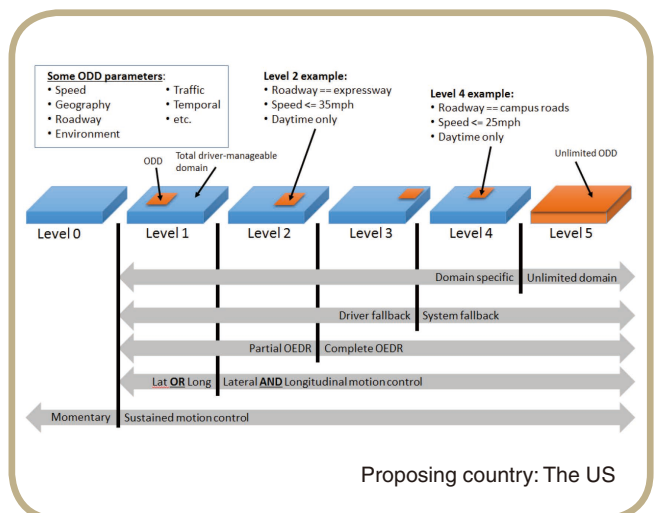 Some ODD parameters:
• Speed
• Geography
• Roadway
• Environment
• Traffic
• Temporal
• etc.
Level 2 example:
• Roadway == expressway
• Speed <= 35mph
• Daytime only
Level 4 example:
• Roadway == campus roads
• Speed <= 25mph
• Daytime only
ODD
Total driver-manageable
domain
Unlimited ODD
Level 0
Level 1
Level 2
Level 3
Level 4
Level 5
Domain specific
Unlimited domain
Driver fallback
System fallback
Partial OEDR
Complete OEDR
Lat OR Long
Lateral AND Longitudinal motion control
Momentary
Sustained motion control
Proposing country: The US